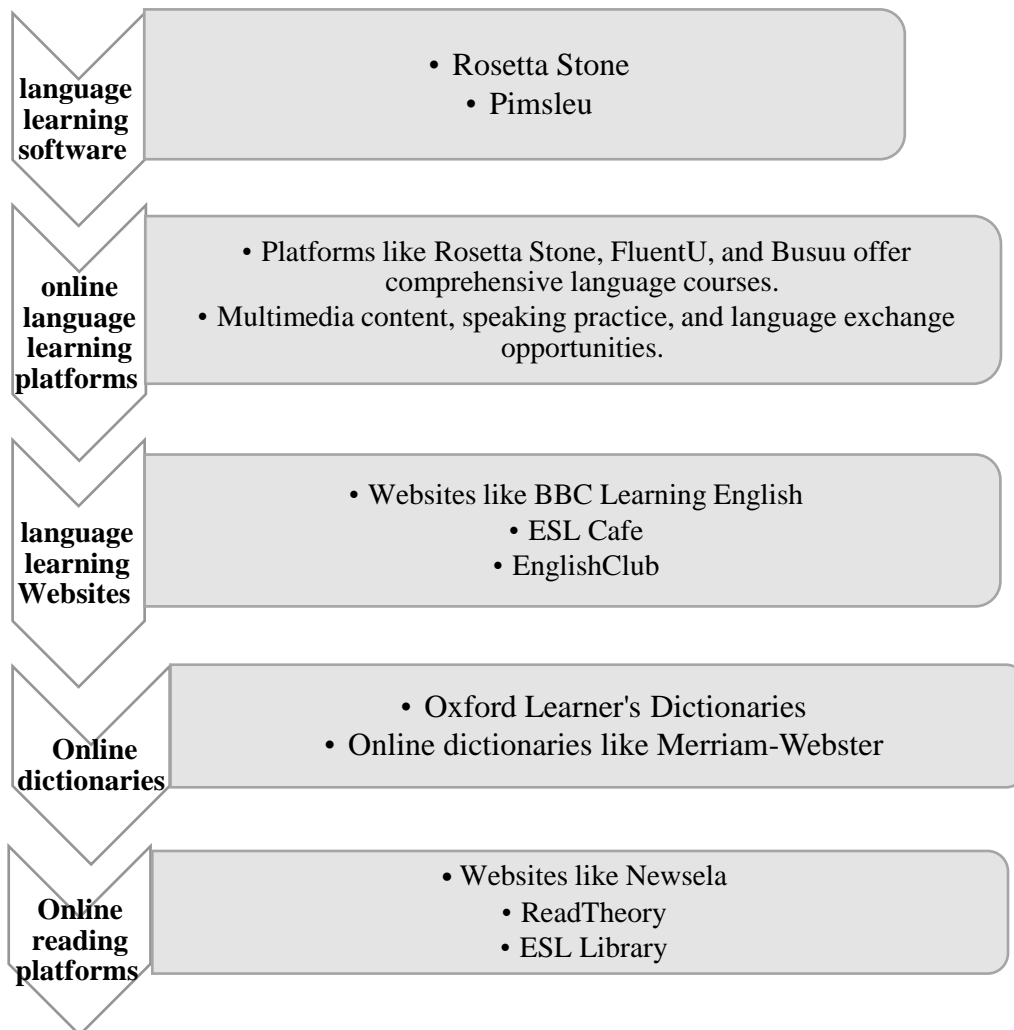 language
learning
software
• Rosetta Stone
• Pimsleu
online
language
learning
platforms
• Platforms like Rosetta Stone, FluentU, and Busuu offer
comprehensive language courses.
• Multimedia content, speaking practice, and language exchange
opportunities.
language
learning
Websites
• Websites like BBC Learning English
• ESL Cafe
• EnglishClub
Online
dictionaries
• Oxford Learner's Dictionaries
• Online dictionaries like Merriam-Webster
Online
reading
platforms
• Websites like Newsela
• ReadTheory
• ESL Library